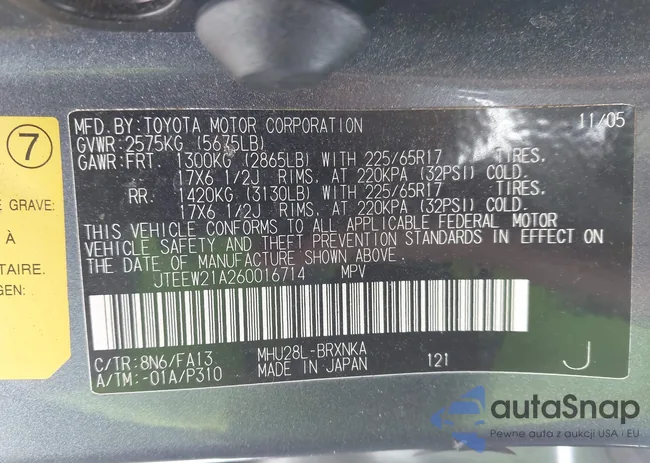 7
E GRAVE:
À
TAIRE.
GEN:
MFD.BY:TOYOTA MOTOR CORPORATION 11/05
GVWR:2575KG (5675LB)
GAWR:FRT. 1300KG (2865LB) WITH 225/65R17 TIRES.
17X6 1/2J RIMS. AT 220KPA (32PSI) COLD.
RR. 1420KG (3130LB) WITH 225/65R17 TIRES.
17X6 1/2J RIMS. AT 220KPA (32PSI) COLD.
THIS VEHICLE CONFORMS TO ALL APPLICABLE FEDERAL MOTOR
VEHICLE SAFETY AND THEFT PREVENTION STANDARDS IN EFFECT ON
THE DATE OF MANUFACTURE SHOWN ABOVE.
JTEEW21A260016714 MPV
C/TR:8N6/FA13 MHU28L-BRXNKA
A/TM:-01A/P310 MADE IN JAPAN 121 J
autaSnap
Pewne auta z aukcji USA i EU